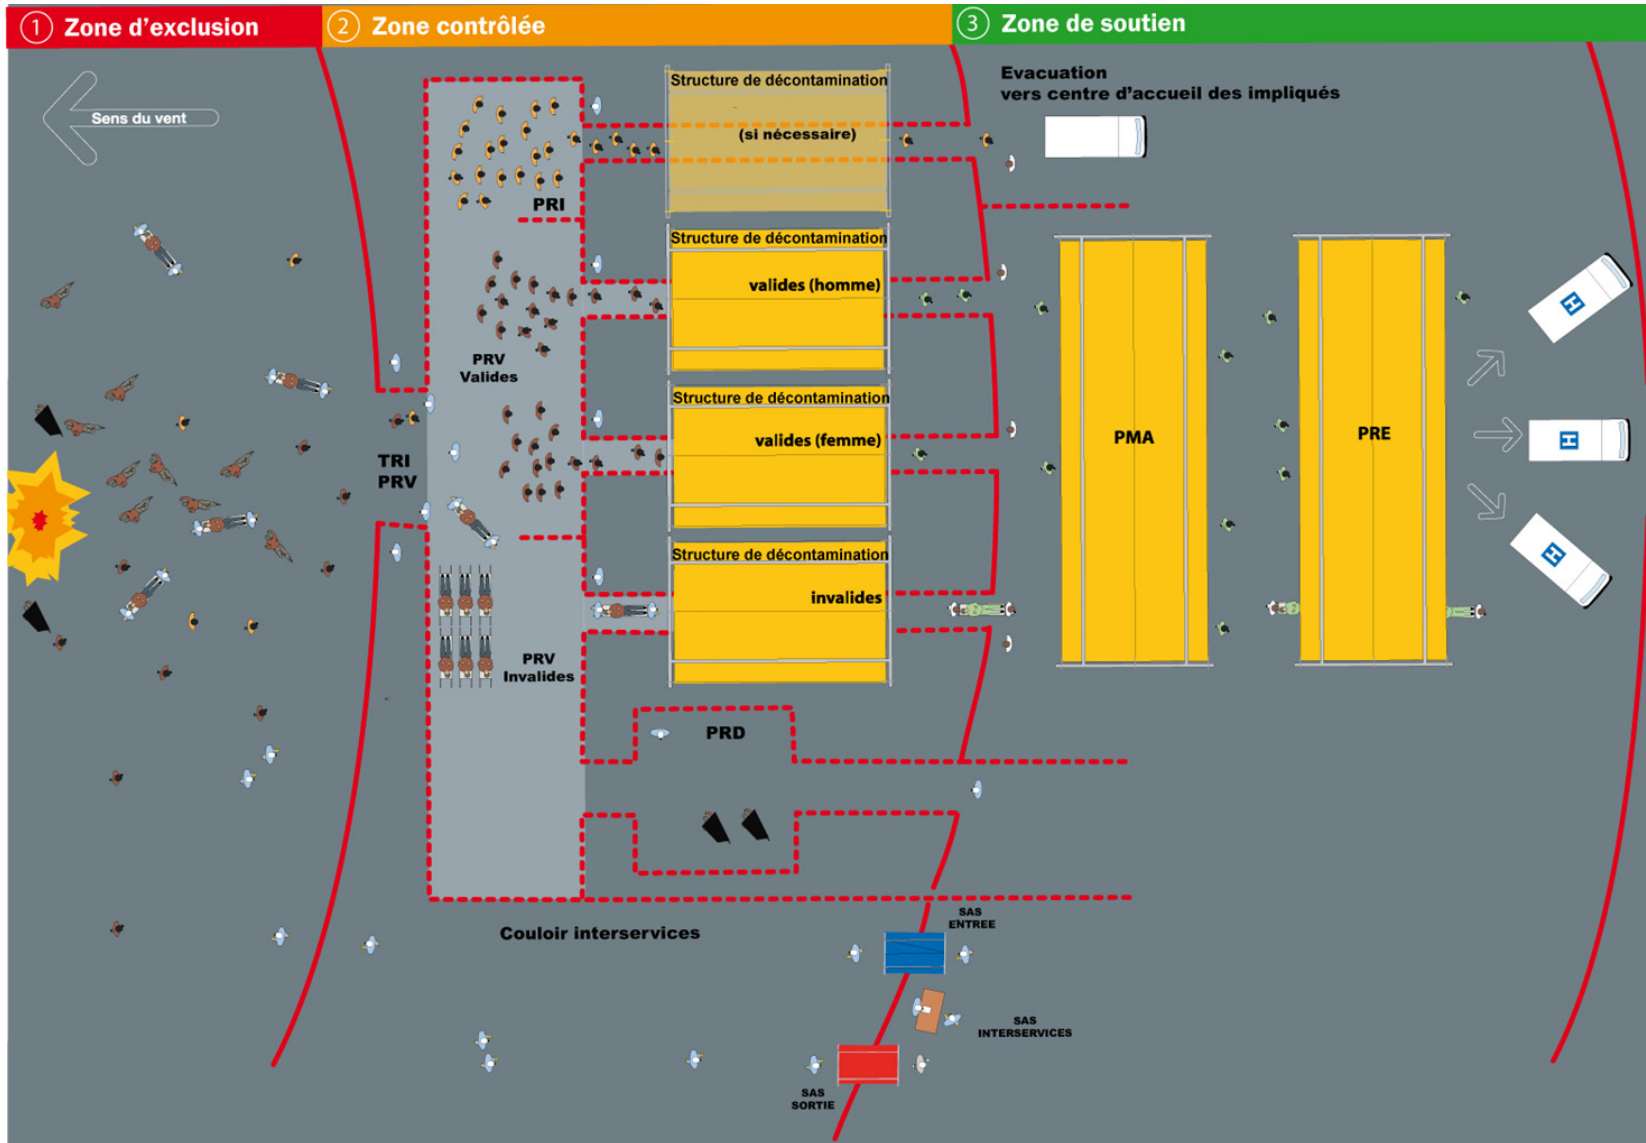 1 Zone d'exclusion
2 Zone contrôlée
3 Zone de soutien
Sens du vent
Structure de décontamination
(si nécessaire)
Evacuation
vers centre d'accueil des impliqués
PRI
Structure de décontamination
valides (homme)
PRV
Valides
Structure de décontamination
valides (femme)
TRI
PRV
PMA
PRE
H
H
H
Structure de décontamination
invalides
PRV
Invalides
PRD
Couloir interservices
SAS
ENTREE
SAS
INTERSERVICES
SAS
SORTIE